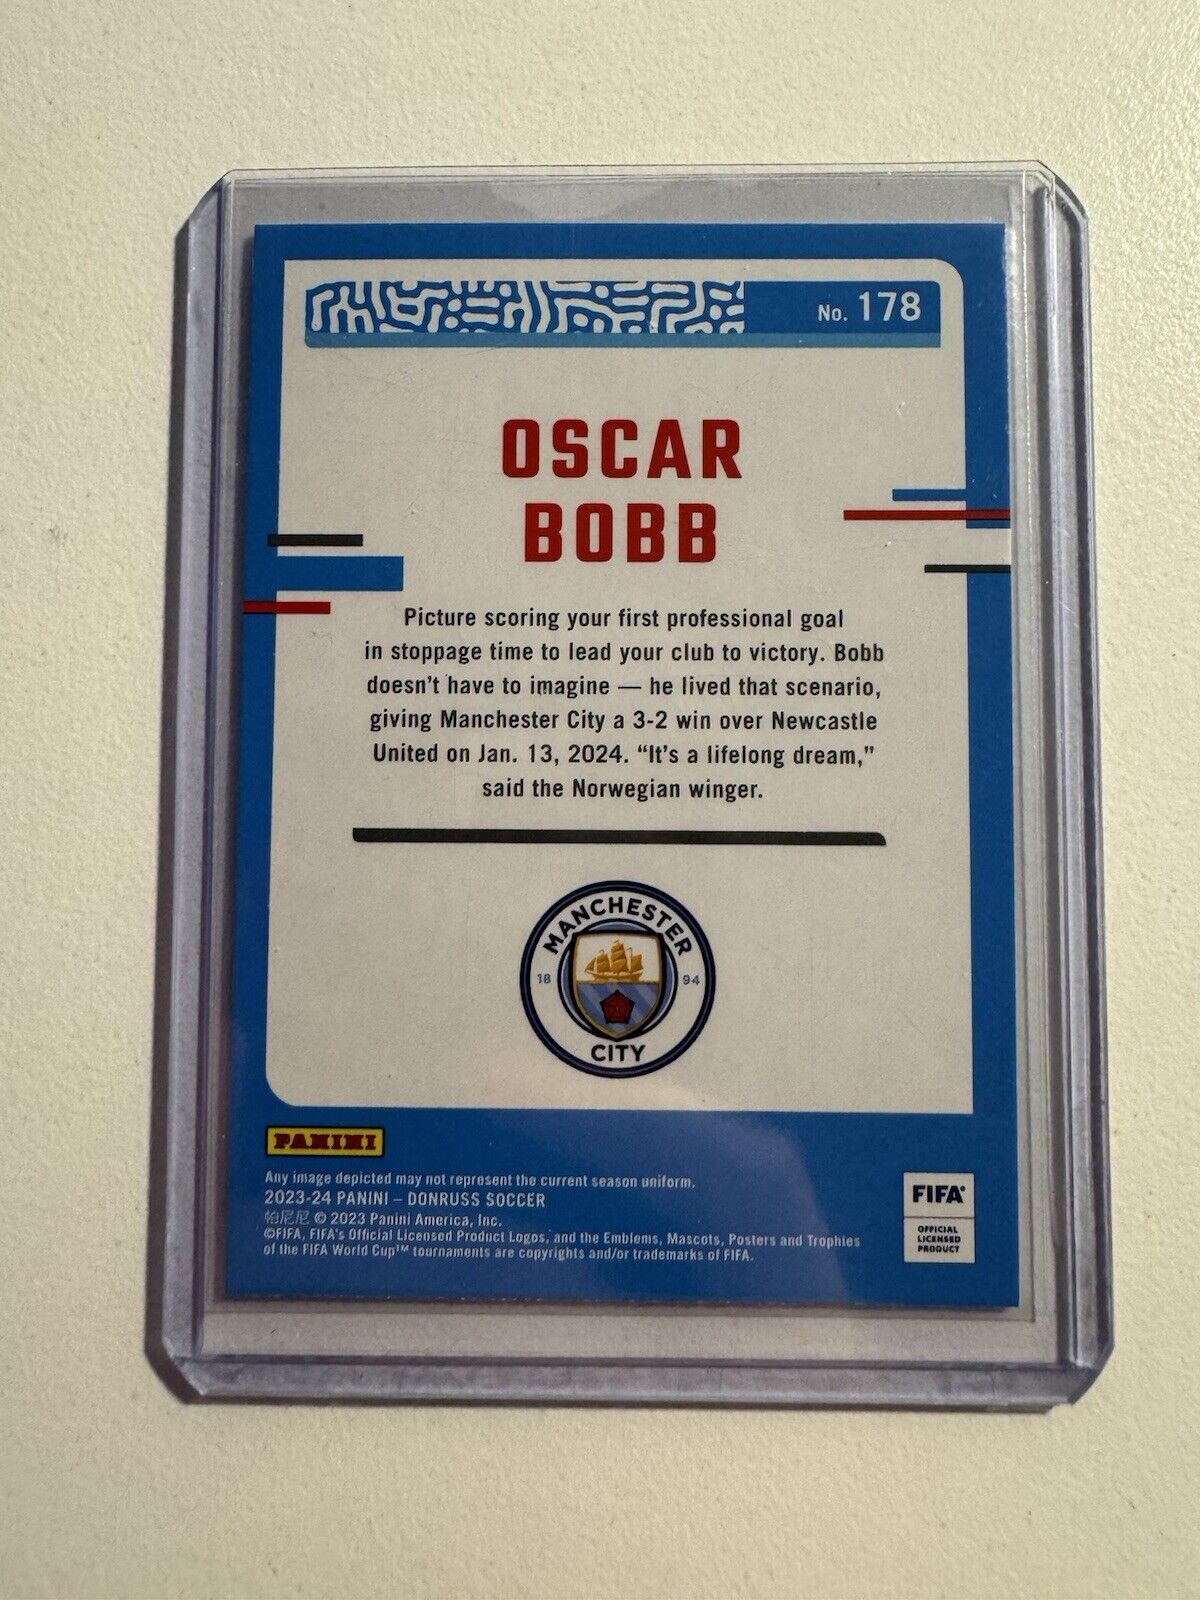 No. 178
OSCAR
BOBB
Picture scoring your first professional goal
in stoppage time to lead your club to victory. Bobb
doesn't have to imagine — he lived that scenario,
giving Manchester City a 3-2 win over Newcastle
United on Jan. 13, 2024. “It's a lifelong dream,”
said the Norwegian winger.
MANCHESTER
18 94
CITY
PANINI
Any image depicted may not represent the current season uniform.
2023-24 PANINI – DONRUSS SOCCER
帕尼尼 © 2023 Panini America, Inc.
©FIFA, FIFA's Official Licensed Product Logos, and the Emblems, Mascots, Posters and Trophies
of the FIFA World Cup™ tournaments are copyrights and/or trademarks of FIFA.
FIFA®
OFFICIAL
LICENSED
PRODUCT